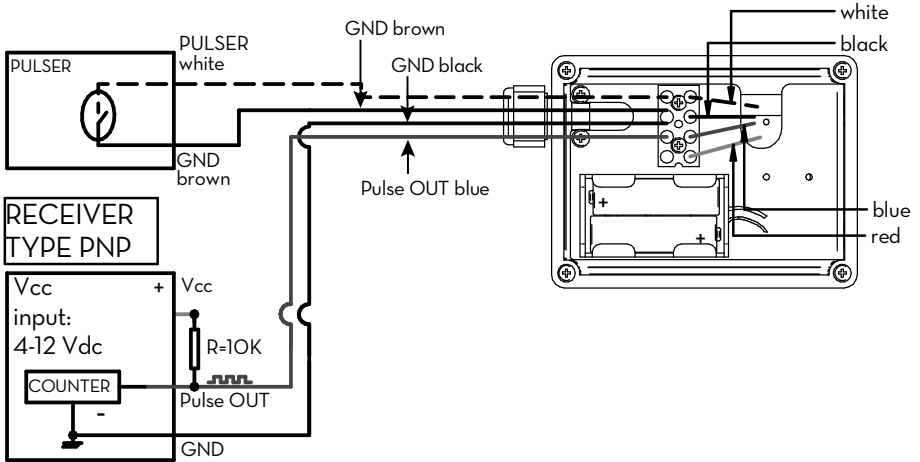 GND brown
white
PULSER
white
black
PULSER
GND black
GND
brown
Pulse OUT blue
+
+
RECEIVER
TYPE PNP
blue
red
Vcc
+
Vcc
input:
4-12 Vdc
R=10K
COUNTER
Pulse OUT
-
GND